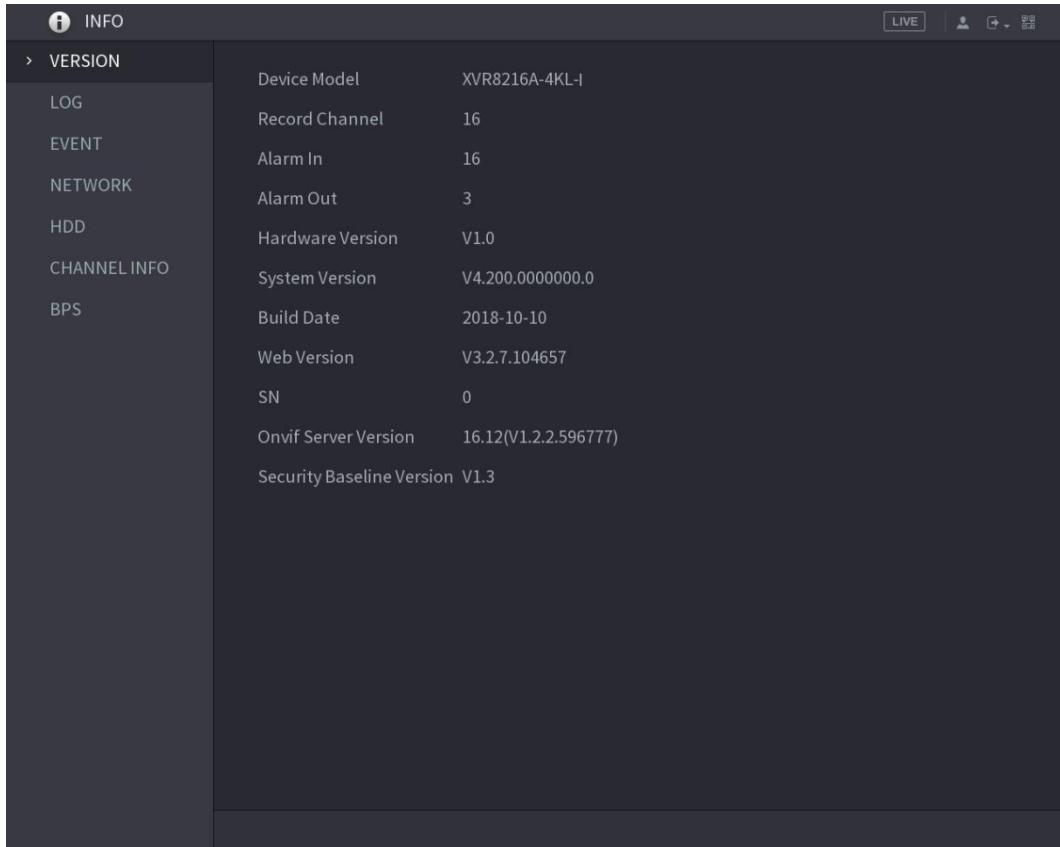 INFO
LIVE
VERSION
LOG
EVENT
NETWORK
HDD
CHANNEL INFO
BPS
Device Model XVR8216A-4KL-I
Record Channel 16
Alarm In 16
Alarm Out 3
Hardware Version V1.0
System Version V4.200.0000000.0
Build Date 2018-10-10
Web Version V3.2.7.104657
SN 0
Onvif Server Version 16.12(V1.2.2.596777)
Security Baseline Version V1.3